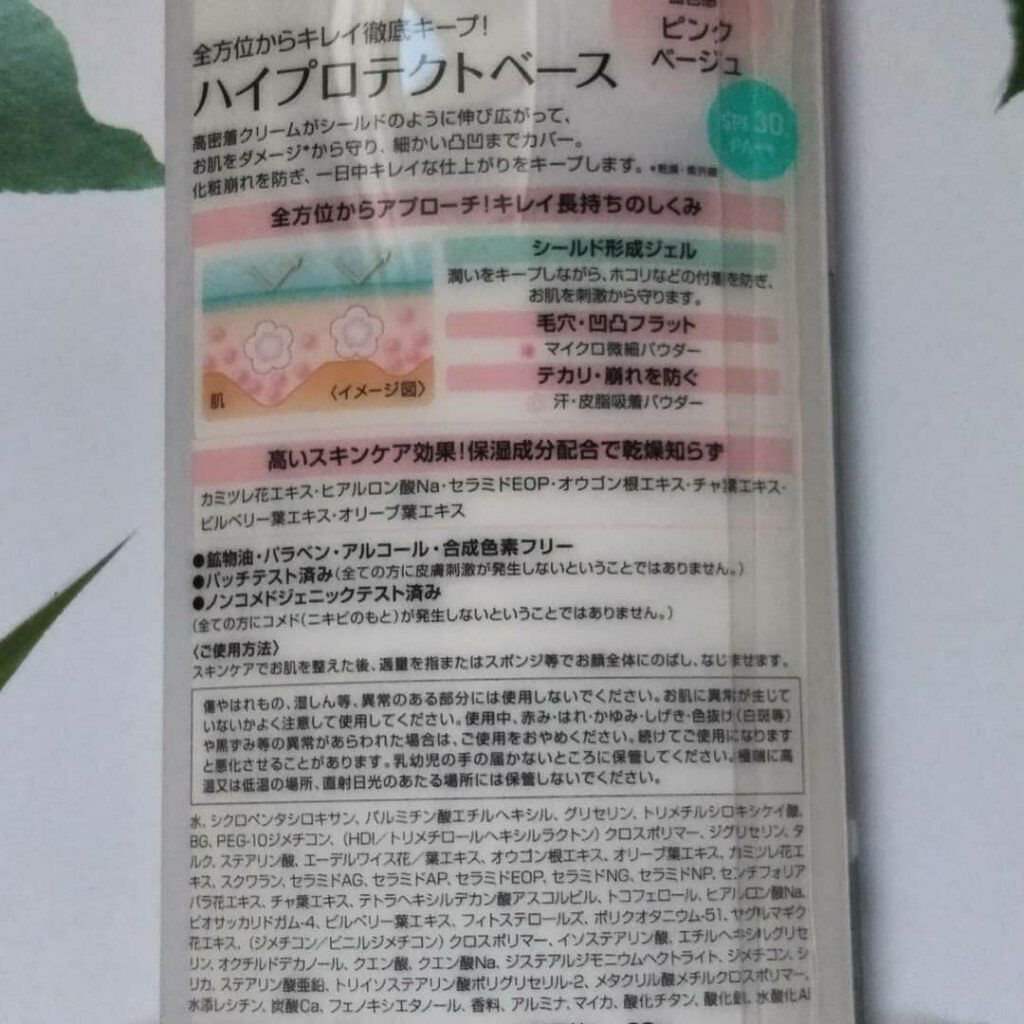 ピンク
ベージュ
全方位からキレイ徹底キープ!
ハイプロテクトベース
SPF30
PA++
高密着クリームがシールドのように伸び広がって、
お肌をダメージ*から守り、細かい凸凹までカバー。
化粧崩れを防ぎ、一日中キレイな仕上がりをキープします。*乾燥・紫外線
全方位からアプローチ!キレイ長持ちのしくみ
シールド形成ジェル
潤いをキープしながら、ホコリなどの付着を防ぎ、
お肌を刺激から守ります。
毛穴・凹凸フラット
マイクロ微細パウダー
テカリ・崩れを防ぐ
汗・皮脂吸着パウダー
肌
〈イメージ図〉
高いスキンケア効果!保湿成分配合で乾燥知らず
カミツレ花エキス・ヒアルロン酸Na・セラミドEOP・オウゴン根エキス・チャ葉エキス・
ビルベリー葉エキス・オリーブ葉エキス
●鉱物油・パラベン・アルコール・合成色素フリー
●パッチテスト済み(全ての方に皮膚刺激が発生しないということではありません。)
●ノンコメドジェニックテスト済み
(全ての方にコメド(ニキビのもと)が発生しないということではありません。)
〈ご使用方法〉
スキンケアでお肌を整えた後、適量を指またはスポンジ等でお顔全体にのばし、なじませます。
傷やはれもの、湿しん等、異常のある部分には使用しないでください。お肌に異常が生じて
いないかよく注意して使用してください。使用中、赤み・はれ・かゆみ・しげき・色抜け(白斑等)
や黒ずみ等の異常があらわれた場合は、ご使用をおやめください。続けてご使用になりますと
と悪化させることがあります。乳幼児の手の届かないところに保管してください。極端に高
温又は低温の場所、直射日光のあたる場所には保管しないでください。
水、シクロペンタシロキサン、パルミチン酸エチルヘキシル、グリセリン、トリメチルシロキシケイ酸、
BG、PEG-10ジメチコン、(HDI/トリメチロールヘキシルラクトン)クロスポリマー、ジグリセリン、タ
ルク、ステアリン酸、エーデルワイス花/葉エキス、オウゴン根エキス、オリーブ葉エキス、カミツレ花エ
キス、スクワラン、セラミドAG、セラミドAP、セラミドEOP、セラミドNG、セラミドNP、センチフォリア
バラ花エキス、チャ葉エキス、テトラヘキシルデカン酸アスコルビル、トコフェロール、ヒアルロン酸Na、
ビオサッカリドガム-4、ビルベリー葉エキス、フィトステロールズ、ポリクオタニウム-51、ヤグルマギク
花エキス、(ジメチコン/ビニルジメチコン)クロスポリマー、イソステアリン酸、エチルヘキシルグリセ
リン、オクチルドデカノール、クエン酸、クエン酸Na、ジステアルジモニウムヘクトライト、ジメチコン、シ
リカ、ステアリン酸亜鉛、トリイソステアリン酸ポリグリセリル-2、メタクリル酸メチルクロスポリマー、
水添レシチン、炭酸Ca、フェノキシエタノール、香料、アルミナ、マイカ、酸化チタン、酸化鉄、水酸化Al